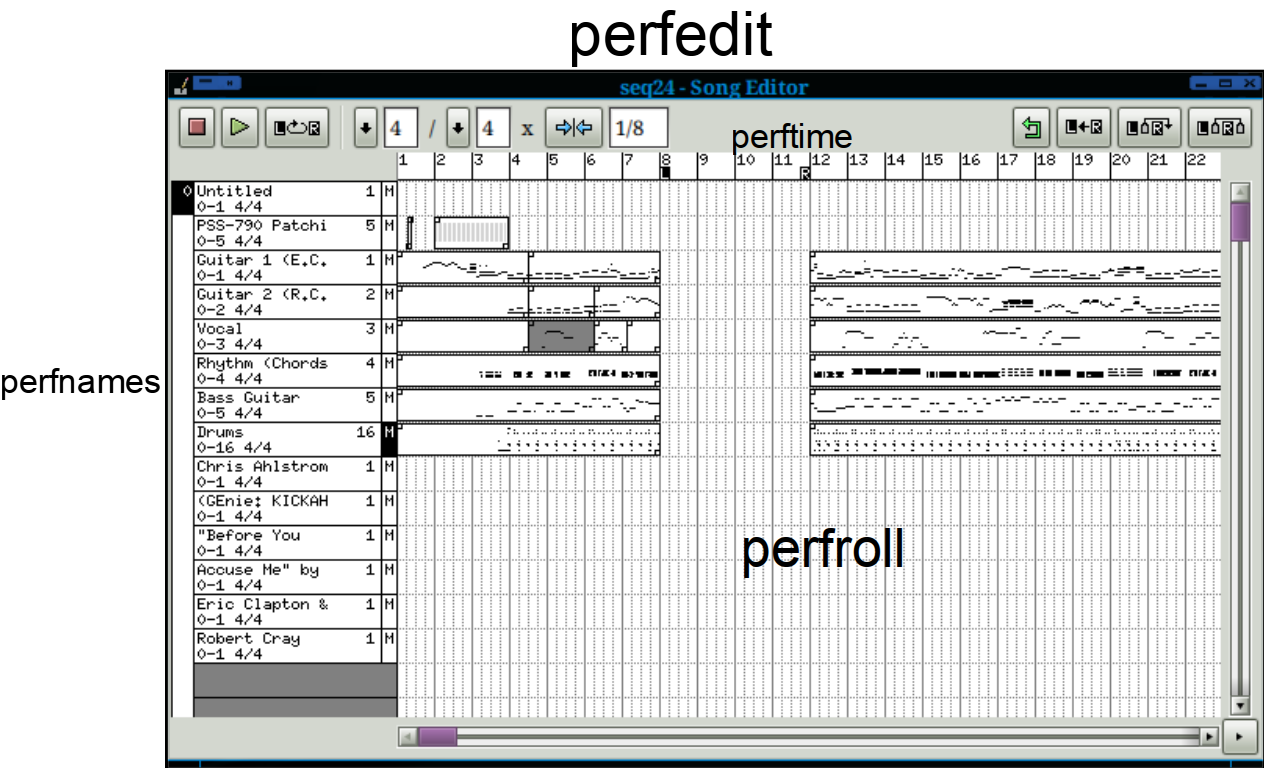 perfedit
seq24 - Song Editor
4 / 4 x 1/8
perftime
1 2 3 4 5 6 7 8 9 10 11 12 13 14 15 16 17 18 19 20 21 22
L R
0 Untitled 1 M
0-1 4/4
PSS-790 Patchi 5 M
0-5 4/4
Guitar 1 (E.C. 1 M
0-1 4/4
Guitar 2 (R.C. 2 M
0-2 4/4
Vocal 3 M
0-3 4/4
perfnames
Rhythm (Chords 4 M
0-4 4/4
Bass Guitar 5 M
0-5 4/4
Drums 16 M
0-16 4/4
Chris Ahlstrom 1 M
0-1 4/4
(GEnie: KICKAH 1 M
0-1 4/4
"Before You 1 M
0-1 4/4
perfroll
Accuse Me" by 1 M
0-1 4/4
Eric Clapton & 1 M
0-1 4/4
Robert Cray 1 M
0-1 4/4